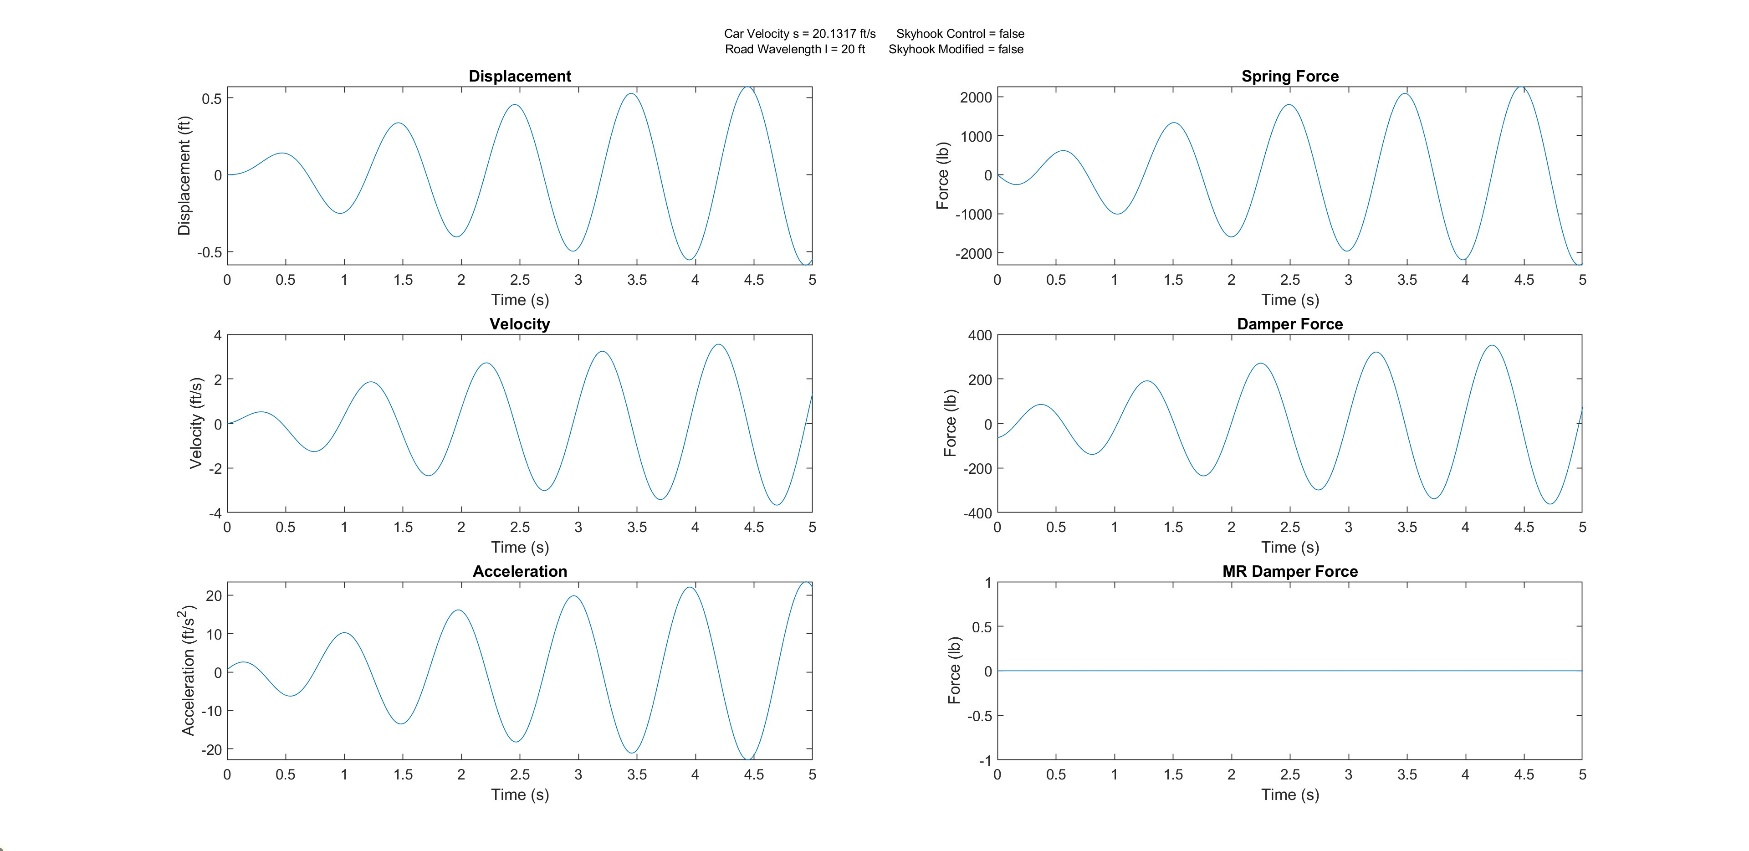 Car Velocity s = 20.1317 ft/s Skyhook Control = false
Road Wavelength l = 20 ft Skyhook Modified = false
Displacement
Displacement (ft)
0.5
0
-0.5
0 0.5 1 1.5 2 2.5 3 3.5 4 4.5 5
Time (s)
Spring Force
Force (lb)
2000
1000
0
-1000
-2000
0 0.5 1 1.5 2 2.5 3 3.5 4 4.5 5
Time (s)
Velocity
Velocity (ft/s)
4
2
0
-2
-4
0 0.5 1 1.5 2 2.5 3 3.5 4 4.5 5
Time (s)
Damper Force
Force (lb)
400
200
0
-200
-400
0 0.5 1 1.5 2 2.5 3 3.5 4 4.5 5
Time (s)
Acceleration
Acceleration (ft/s²)
20
10
0
-10
-20
0 0.5 1 1.5 2 2.5 3 3.5 4 4.5 5
Time (s)
MR Damper Force
Force (lb)
1
0.5
0
-0.5
-1
0 0.5 1 1.5 2 2.5 3 3.5 4 4.5 5
Time (s)